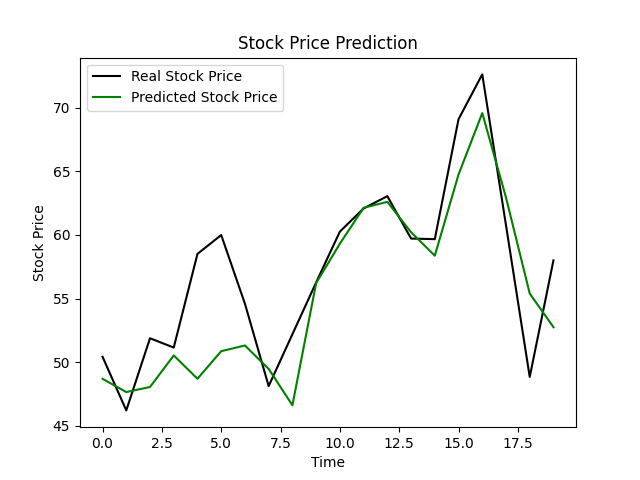 Stock Price Prediction
Real Stock Price
Predicted Stock Price
70
65
60
55
50
45
Stock Price
0.0 2.5 5.0 7.5 10.0 12.5 15.0 17.5
Time